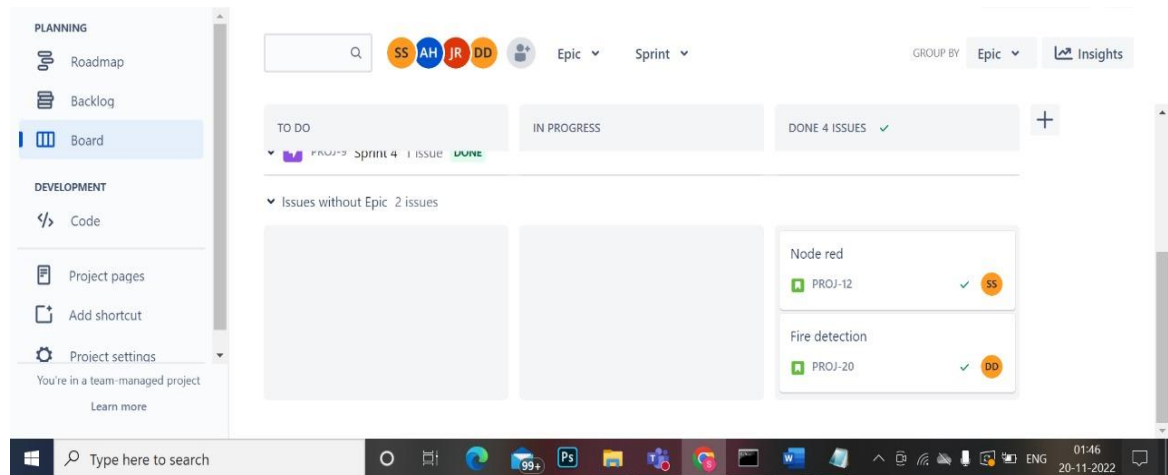 PLANNING
Roadmap
Backlog
Board
DEVELOPMENT
Code
Project pages
Add shortcut
Project settings
You're in a team-managed project
Learn more
SS AH JR DD Epic Sprint GROUP BY Epic Insights
TO DO IN PROGRESS DONE 4 ISSUES
PROJ-9 Sprint 4 1 issue DONE
Issues without Epic 2 issues
Node red
PROJ-12 SS
Fire detection
PROJ-20 DD
Type here to search 99+ Ps W ENG 01:46
20-11-2022